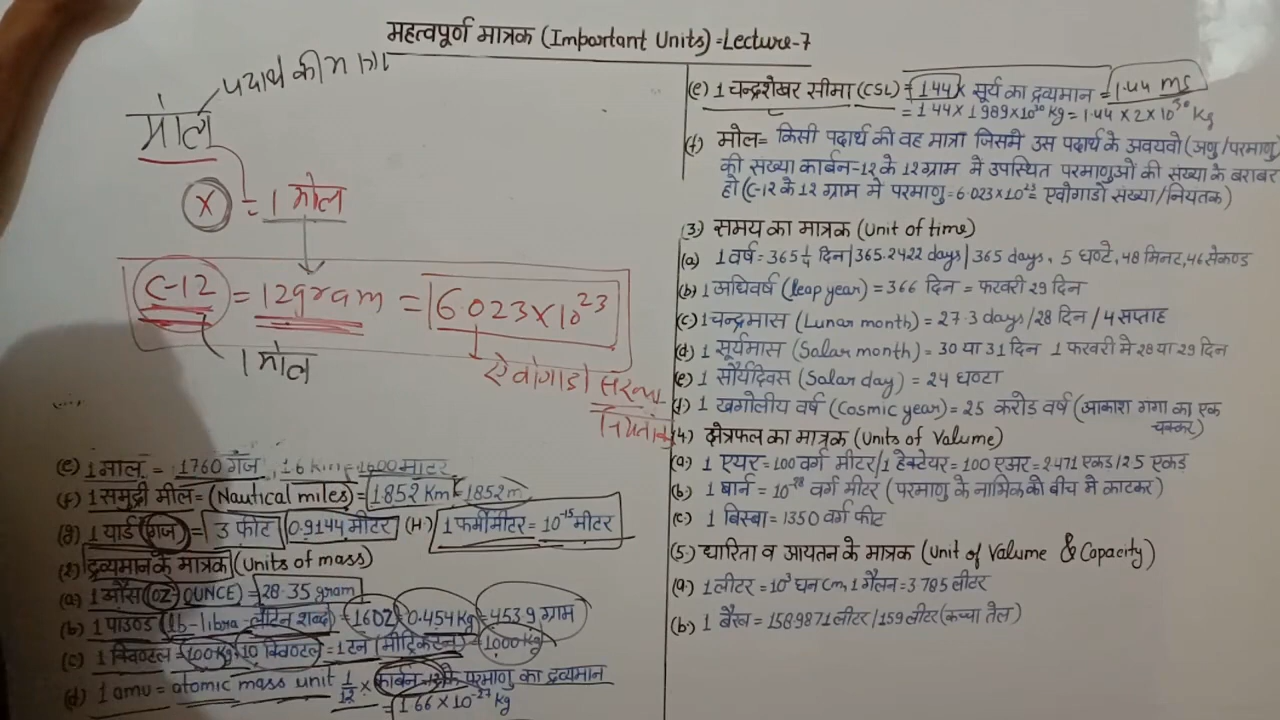 महत्वपूर्ण मात्रक (Important Units) = Lecture-7
पदार्थ की मात्रा
मोल
X = 1 मोल
C-12 = 12gram = 6.023×10²³
1 मोल
ऐवोगाडो संख्या
नियतांक
(e) 1 माल = 1760 गज, 1.6 km = 1600 मीटर
(f) 1 समुद्री मील = (Nautical miles) = 1.852 Km = 1852 m
(g) 1 यार्ड (गज) = 3 फीट 0.9144 मीटर (H) 1 फर्मीमीटर = 10⁻¹⁵ मीटर
(2) द्रव्यमान के मात्रक (Units of mass)
(a) 1 औंस (OZ-OUNCE) = 28.35 gram
(b) 1 पाउण्ड (lb-libra-लैटिन शब्द) = 16 OZ = 0.454 Kg = 453.9 ग्राम
(c) 1 क्विण्टल = 100 Kg, 10 क्विण्टल = 1 टन (मीट्रिक टन) = 1000 Kg
(d) 1 amu = atomic mass unit 1/12 × कार्बन-12 के परमाणु का द्रव्यमान
= 1.66 × 10⁻²⁷ Kg
(e) 1 चन्द्रशेखर सीमा (CSL) = 1.44 × सूर्य का द्रव्यमान = 1.44 ms
= 1.44 × 1.989 × 10³⁰ kg = 1.44 × 2 × 10³⁰ Kg
(f) मोल = किसी पदार्थ की वह मात्रा जिसमे उस पदार्थ के अवयवो (अणु/परमाणु)
की संख्या कार्बन-12 के 12 ग्राम मे उपस्थित परमाणुओं की संख्या के बराबर
हो (C-12 के 12 ग्राम मे परमाणु = 6.023×10²³ = एवोगाडो संख्या/नियतांक)
(3) समय का मात्रक (Unit of time)
(a) 1 वर्ष = 365 1/4 दिन | 365.2422 days | 365 days, 5 घण्टे, 48 मिनट, 46 सेकण्ड
(b) 1 अधिवर्ष (leap year) = 366 दिन = फरवरी 29 दिन
(c) 1 चन्द्रमास (Lunar month) = 27.3 days / 28 दिन / 4 सप्ताह
(d) 1 सूर्यमास (Solar month) = 30 या 31 दिन 1 फरवरी मे 28 या 29 दिन
(e) 1 सौर्यदिवस (Solar day) = 24 घण्टा
(f) 1 खगोलीय वर्ष (Cosmic year) = 25 करोड वर्ष (आकाश गंगा का एक
चक्कर)
(4) क्षेत्रफल का मात्रक (Units of Volume)
(a) 1 एयर = 100 वर्ग मीटर / 1 हेक्टेयर = 100 एअर = 2.471 एकड / 2.5 एकड
(b) 1 बार्न = 10⁻²⁸ वर्ग मीटर (परमाणु के नाभिक को बीच मे काटकर)
(c) 1 बिस्बा = 1350 वर्ग फीट
(5) धारिता व आयतन के मात्रक (Unit of Volume & Capacity)
(a) 1 लीटर = 10³ घन cm, 1 गैलन = 3.785 लीटर
(b) 1 बैरल = 158.9871 लीटर / 159 लीटर (कच्चा तेल)